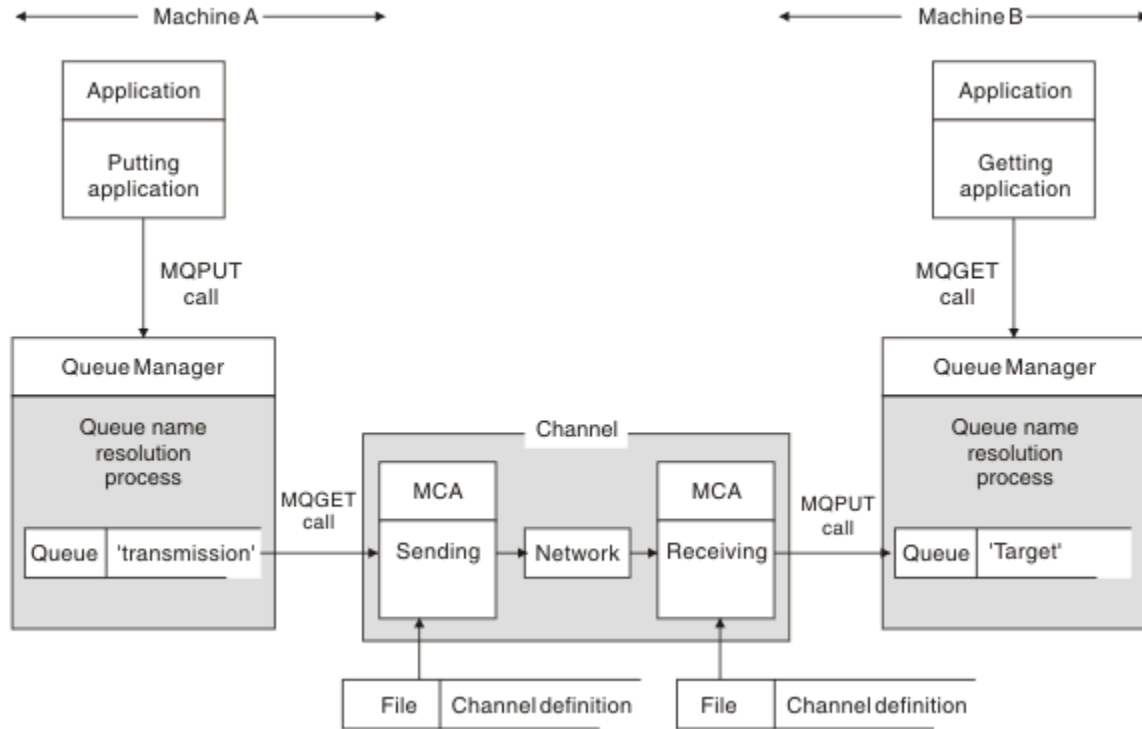 Machine A
Machine B
Application
Putting
application
Application
Getting
application
MQPUT
call
MQGET
call
Queue Manager
Queue name
resolution
process
Queue
'transmission'
MQGET
call
Channel
MCA
Sending
Network
MCA
Receiving
MQPUT
call
Queue Manager
Queue name
resolution
process
Queue
'Target'
File
Channel definition
File
Channel definition